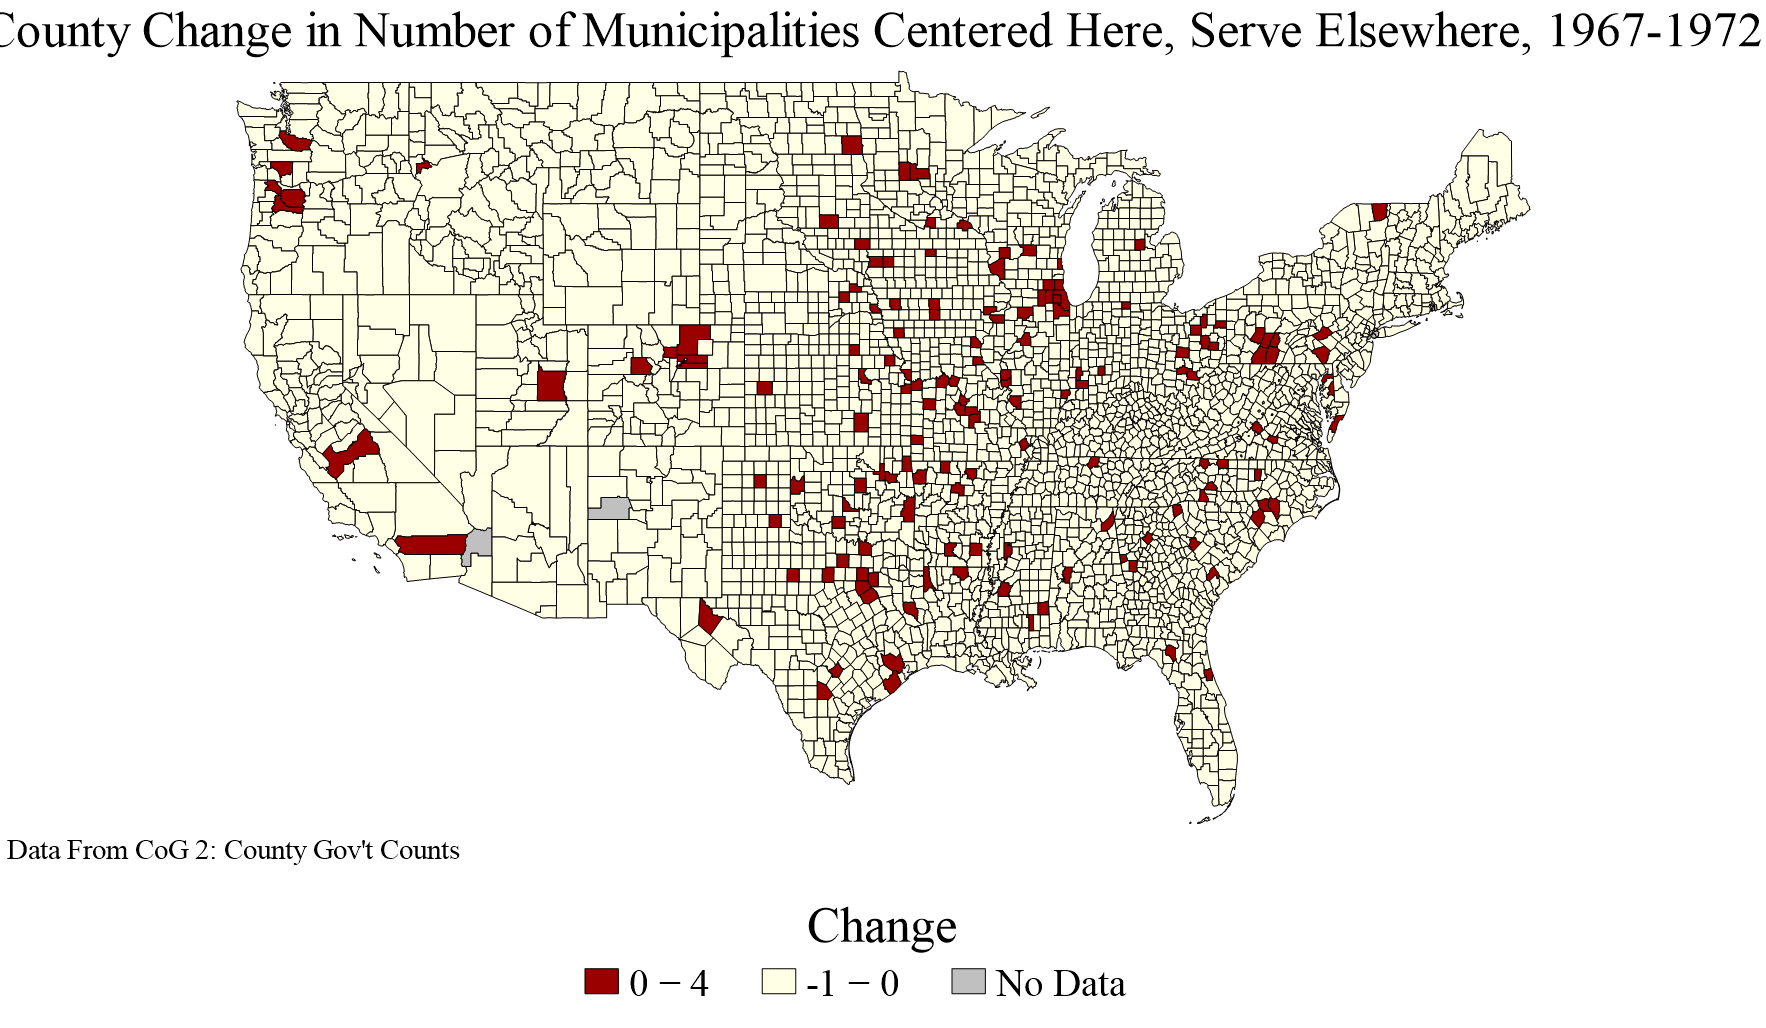 County Change in Number of Municipalities Centered Here, Serve Elsewhere, 1967-1972
Data From CoG 2: County Gov't Counts
Change
0 − 4
-1 − 0
No Data